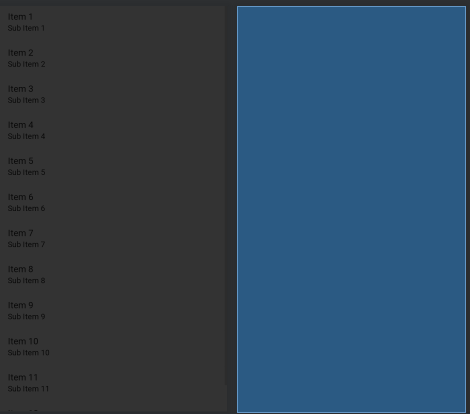 Item 1
Sub Item 1
Item 2
Sub Item 2
Item 3
Sub Item 3
Item 4
Sub Item 4
Item 5
Sub Item 5
Item 6
Sub Item 6
Item 7
Sub Item 7
Item 8
Sub Item 8
Item 9
Sub Item 9
Item 10
Sub Item 10
Item 11
Sub Item 11